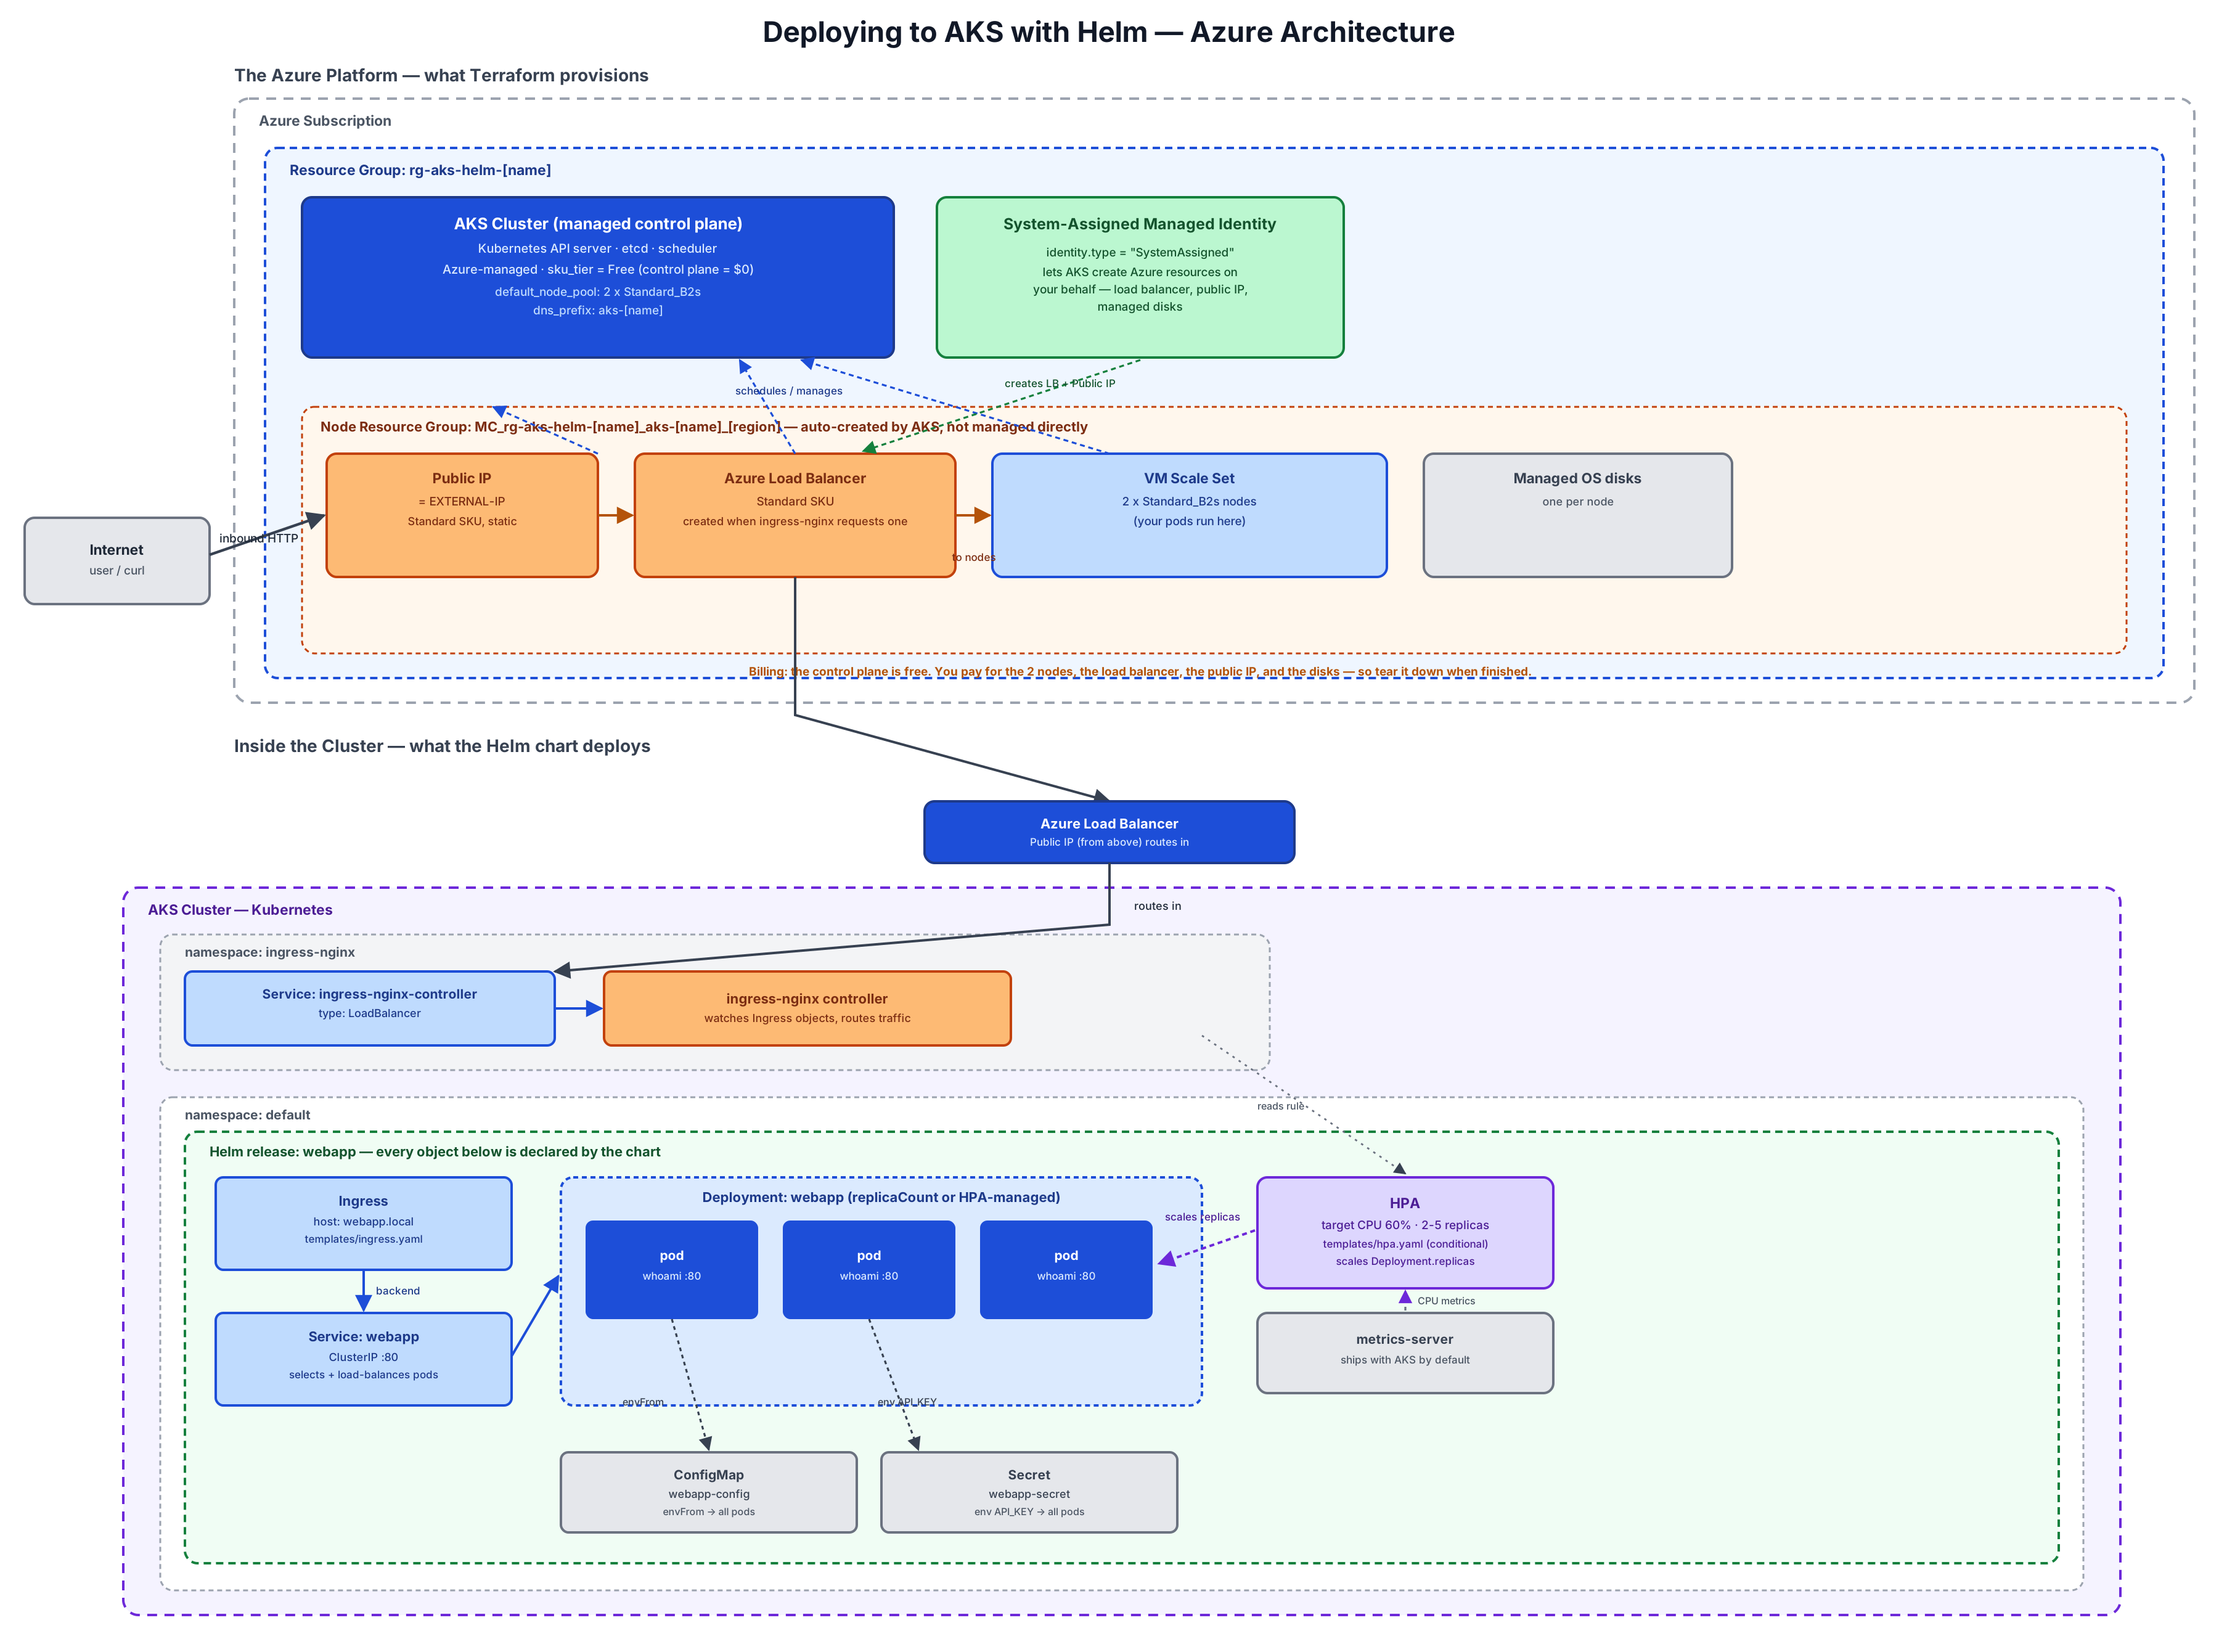 Deploying to AKS with Helm — Azure Architecture
The Azure Platform — what Terraform provisions
Azure Subscription
Resource Group: rg-aks-helm-[name]
AKS Cluster (managed control plane)
Kubernetes API server · etcd · scheduler
Azure-managed · sku_tier = Free (control plane = $0)
default_node_pool: 2 x Standard_B2s
dns_prefix: aks-[name]
System-Assigned Managed Identity
identity.type = "SystemAssigned"
lets AKS create Azure resources on
your behalf — load balancer, public IP,
managed disks
schedules / manages
creates LB + Public IP
Node Resource Group: MC_rg-aks-helm-[name]_aks-[name]_[region] — auto-created by AKS, not managed directly
Public IP
= EXTERNAL-IP
Standard SKU, static
Azure Load Balancer
Standard SKU
created when ingress-nginx requests one
VM Scale Set
2 x Standard_B2s nodes
(your pods run here)
Managed OS disks
one per node
Internet
user / curl
inbound HTTP
to nodes
Billing: the control plane is free. You pay for the 2 nodes, the load balancer, the public IP, and the disks — so tear it down when finished.
Inside the Cluster — what the Helm chart deploys
Azure Load Balancer
Public IP (from above) routes in
AKS Cluster — Kubernetes
routes in
namespace: ingress-nginx
Service: ingress-nginx-controller
type: LoadBalancer
ingress-nginx controller
watches Ingress objects, routes traffic
reads rule
namespace: default
Helm release: webapp — every object below is declared by the chart
Ingress
host: webapp.local
templates/ingress.yaml
backend
Service: webapp
ClusterIP :80
selects + load-balances pods
Deployment: webapp (replicaCount or HPA-managed)
pod
whoami :80
pod
whoami :80
pod
whoami :80
scales replicas
HPA
target CPU 60% · 2-5 replicas
templates/hpa.yaml (conditional)
scales Deployment.replicas
CPU metrics
metrics-server
ships with AKS by default
envFrom
env API_KEY
ConfigMap
webapp-config
envFrom → all pods
Secret
webapp-secret
env API_KEY → all pods